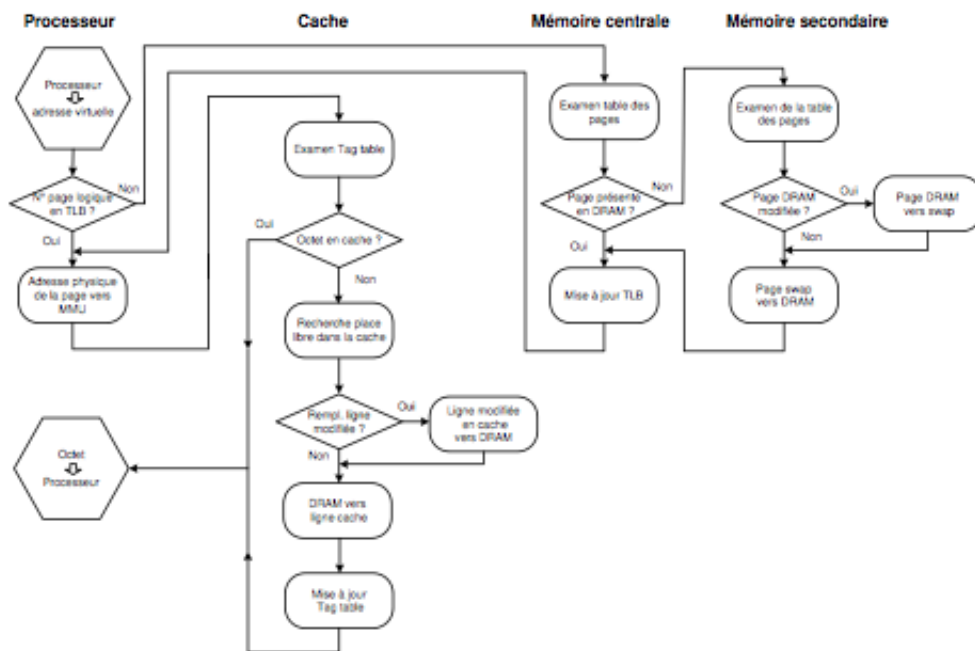 Processeur
Cache
Mémoire centrale
Mémoire secondaire
Processeur
adresse virtuelle
N° page logique
en TLB ?
Non
Oui
Adresse physique
de la page vers
MMU
Octet
Processeur
Examen Tag table
Octet en cache ?
Oui
Non
Recherche place
libre dans la cache
Rempl. ligne
modifiée ?
Oui
Ligne modifiée
en cache
vers DRAM
Non
DRAM vers
ligne cache
Mise à jour
Tag table
Examen table des
pages
Page présente
en DRAM ?
Non
Oui
Mise à jour TLB
Examen de la table
des pages
Page DRAM
modifiée ?
Oui
Page DRAM
vers swap
Non
Page swap
vers DRAM